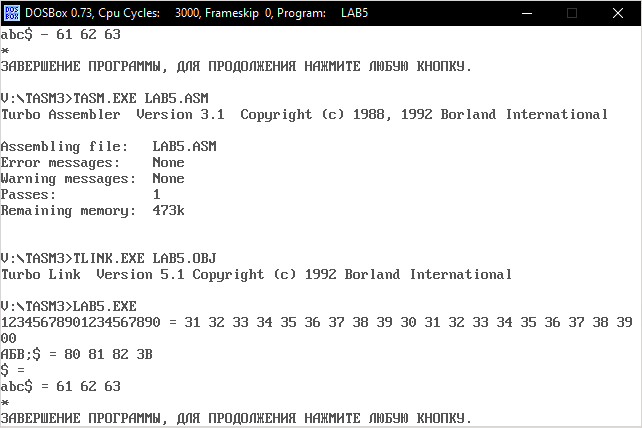 DOSBox 0.73, Cpu Cycles: 3000, Frameskip 0, Program: LAB5
abc$ - 61 62 63
*
ЗАВЕРШЕНИЕ ПРОГРАММЫ, ДЛЯ ПРОДОЛЖЕНИЯ НАЖМИТЕ ЛЮБУЮ КНОПКУ.
V:\TASM3>TASM.EXE LAB5.ASM
Turbo Assembler Version 3.1 Copyright (c) 1988, 1992 Borland International
Assembling file: LAB5.ASM
Error messages: None
Warning messages: None
Passes: 1
Remaining memory: 473k
V:\TASM3>TLINK.EXE LAB5.OBJ
Turbo Link Version 5.1 Copyright (c) 1992 Borland International
V:\TASM3>LAB5.EXE
12345678901234567890 = 31 32 33 34 35 36 37 38 39 30 31 32 33 34 35 36 37 38 39
00
АБВ;$ = 80 81 82 3B
$ =
abc$ = 61 62 63
*
ЗАВЕРШЕНИЕ ПРОГРАММЫ, ДЛЯ ПРОДОЛЖЕНИЯ НАЖМИТЕ ЛЮБУЮ КНОПКУ.